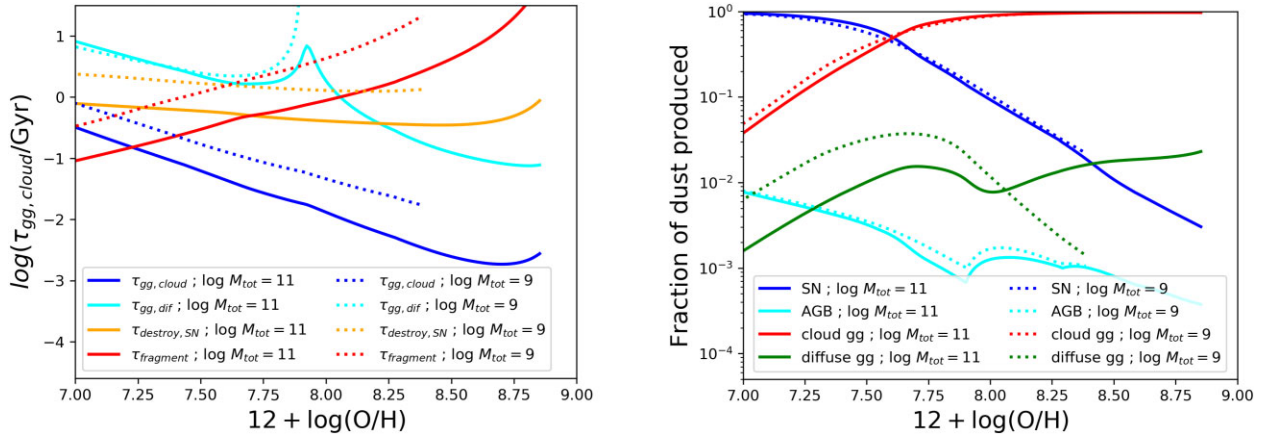 log(τgg,cloud/Gyr)
1
0
−1
−2
−3
−4
τgg,cloud ; log Mtot = 11
τgg,dif ; log Mtot = 11
τdestroy,SN ; log Mtot = 11
τfragment ; log Mtot = 11
τgg,cloud ; log Mtot = 9
τgg,dif ; log Mtot = 9
τdestroy,SN ; log Mtot = 9
τfragment ; log Mtot = 9
7.00 7.25 7.50 7.75 8.00 8.25 8.50 8.75 9.00
12 + log(O/H)
Fraction of dust produced
10⁰
10⁻¹
10⁻²
10⁻³
10⁻⁴
SN ; log Mtot = 11
AGB ; log Mtot = 11
cloud gg ; log Mtot = 11
diffuse gg ; log Mtot = 11
SN ; log Mtot = 9
AGB ; log Mtot = 9
cloud gg ; log Mtot = 9
diffuse gg ; log Mtot = 9
7.00 7.25 7.50 7.75 8.00 8.25 8.50 8.75 9.00
12 + log(O/H)